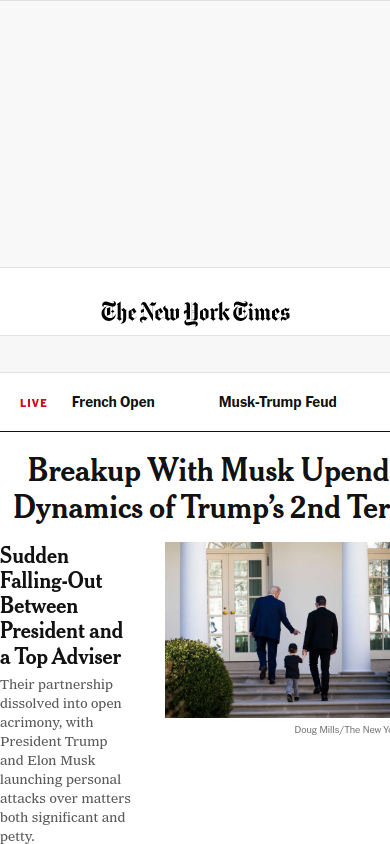 The New York Times
LIVE French Open Musk-Trump Feud
Breakup With Musk Upend
Dynamics of Trump’s 2nd Ter
Sudden
Falling-Out
Between
President and
a Top Adviser
Their partnership
dissolved into open
acrimony, with
President Trump
and Elon Musk
launching personal
attacks over matters
both significant and
petty.
Doug Mills/The New Yo